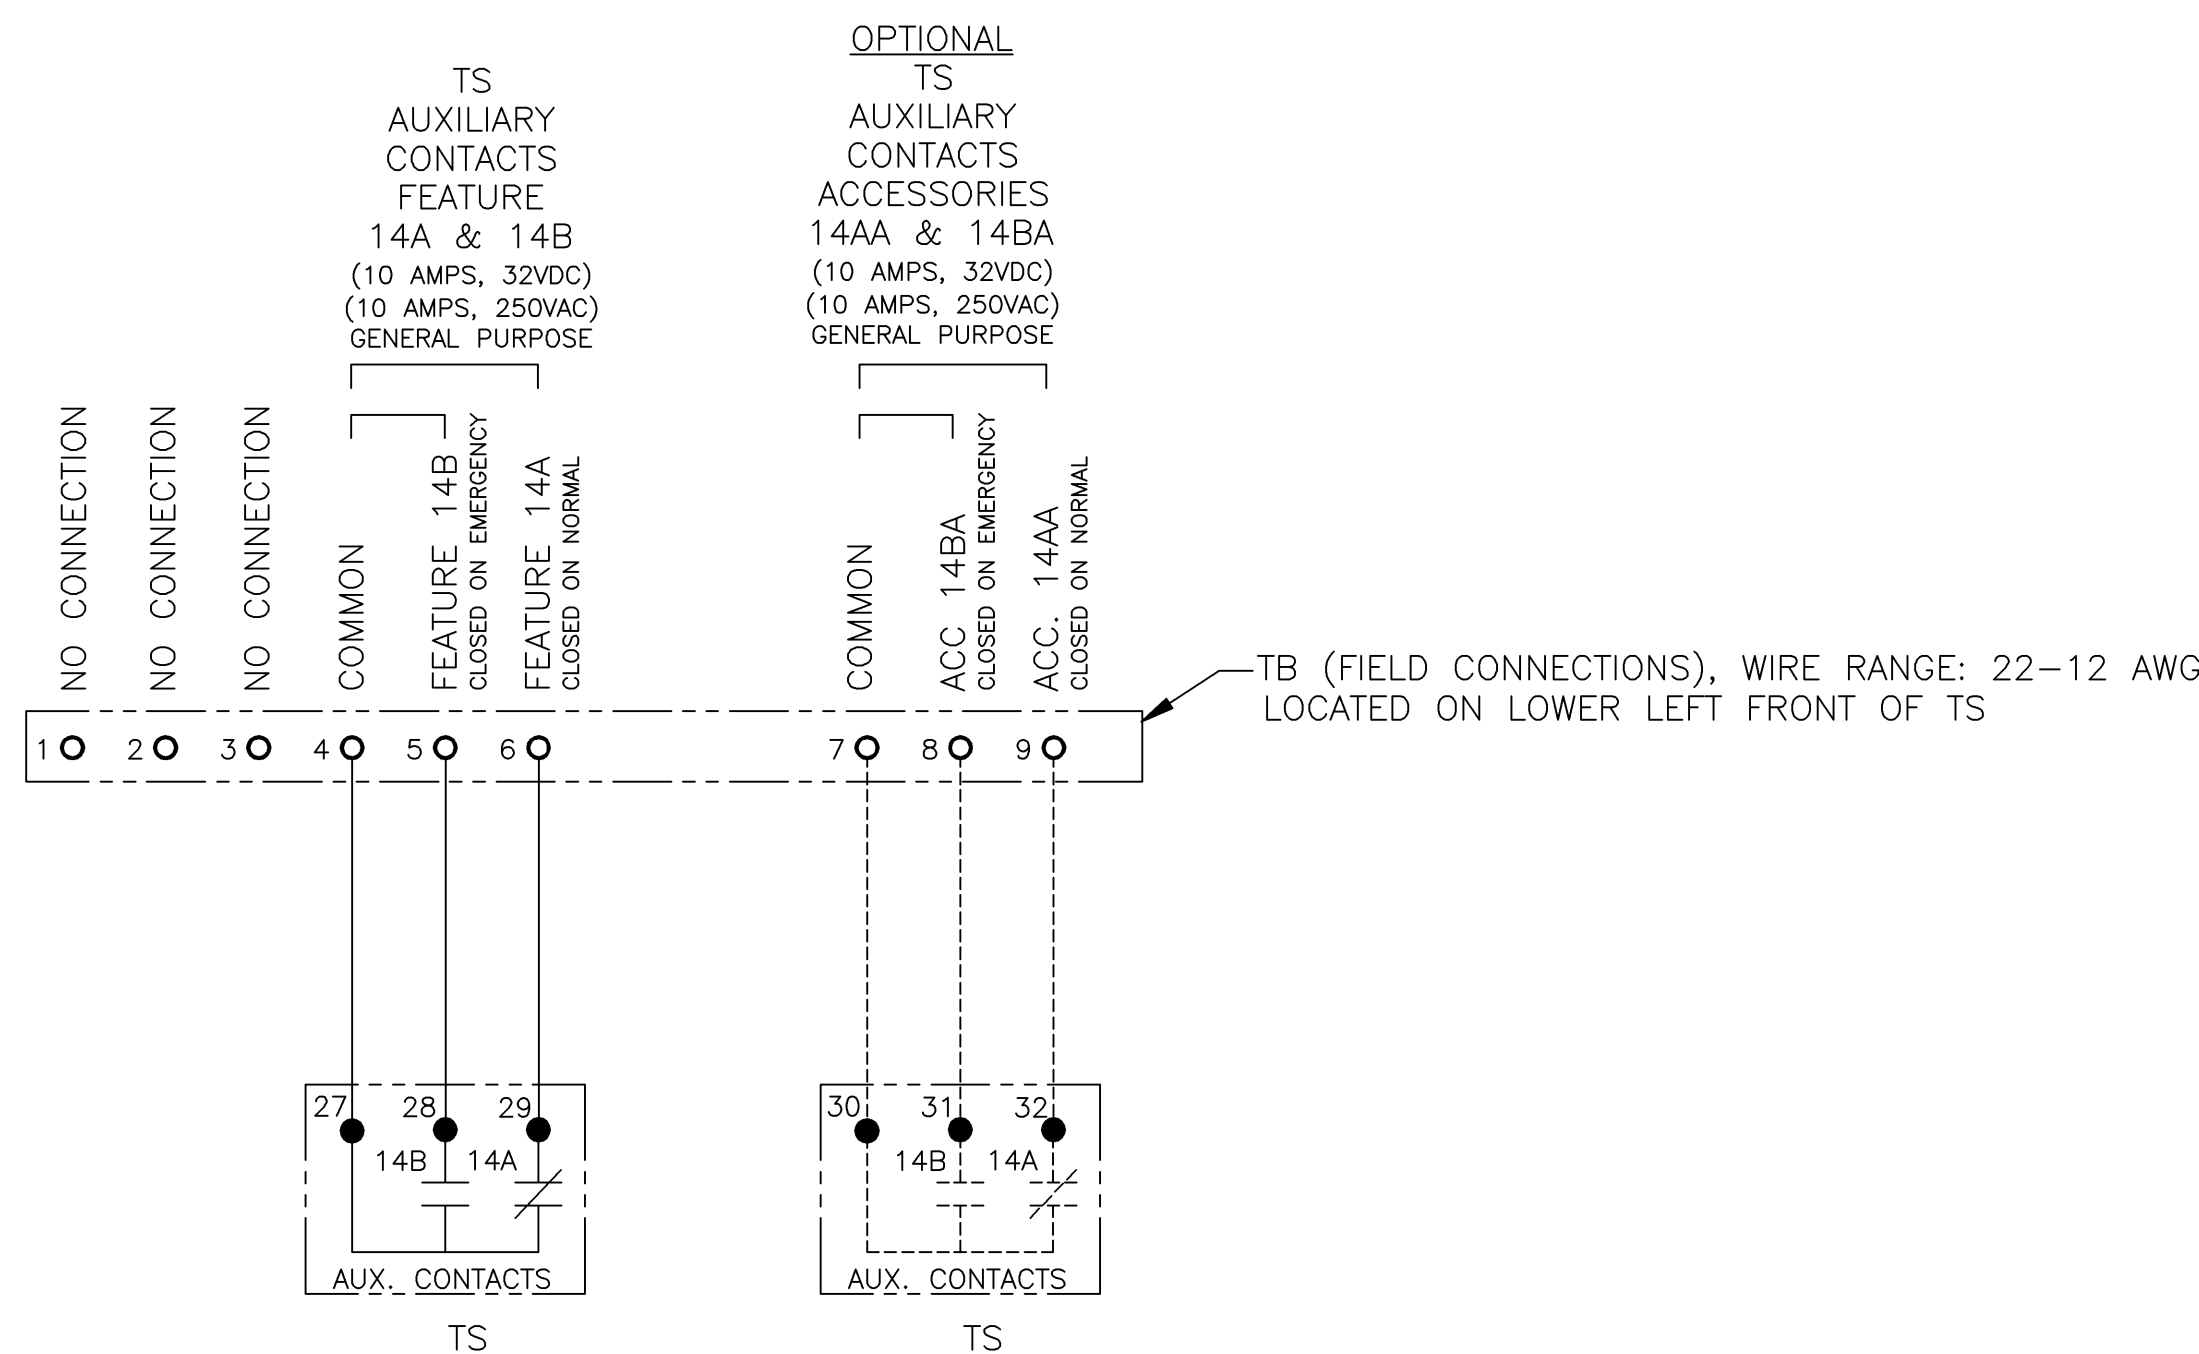 TS
AUXILIARY
CONTACTS
FEATURE
14A & 14B
(10 AMPS, 32VDC)
(10 AMPS, 250VAC)
GENERAL PURPOSE
OPTIONAL
TS
AUXILIARY
CONTACTS
ACCESSORIES
14AA & 14BA
(10 AMPS, 32VDC)
(10 AMPS, 250VAC)
GENERAL PURPOSE
NO CONNECTION
NO CONNECTION
NO CONNECTION
COMMON
FEATURE 14B
CLOSED ON EMERGENCY
FEATURE 14A
CLOSED ON NORMAL
COMMON
ACC 14BA
CLOSED ON EMERGENCY
ACC. 14AA
CLOSED ON NORMAL
TB (FIELD CONNECTIONS), WIRE RANGE: 22-12 AWG
LOCATED ON LOWER LEFT FRONT OF TS
1 2 3 4 5 6 7 8 9
27 28 29
14B 14A
AUX. CONTACTS
TS
30 31 32
14B 14A
AUX. CONTACTS
TS